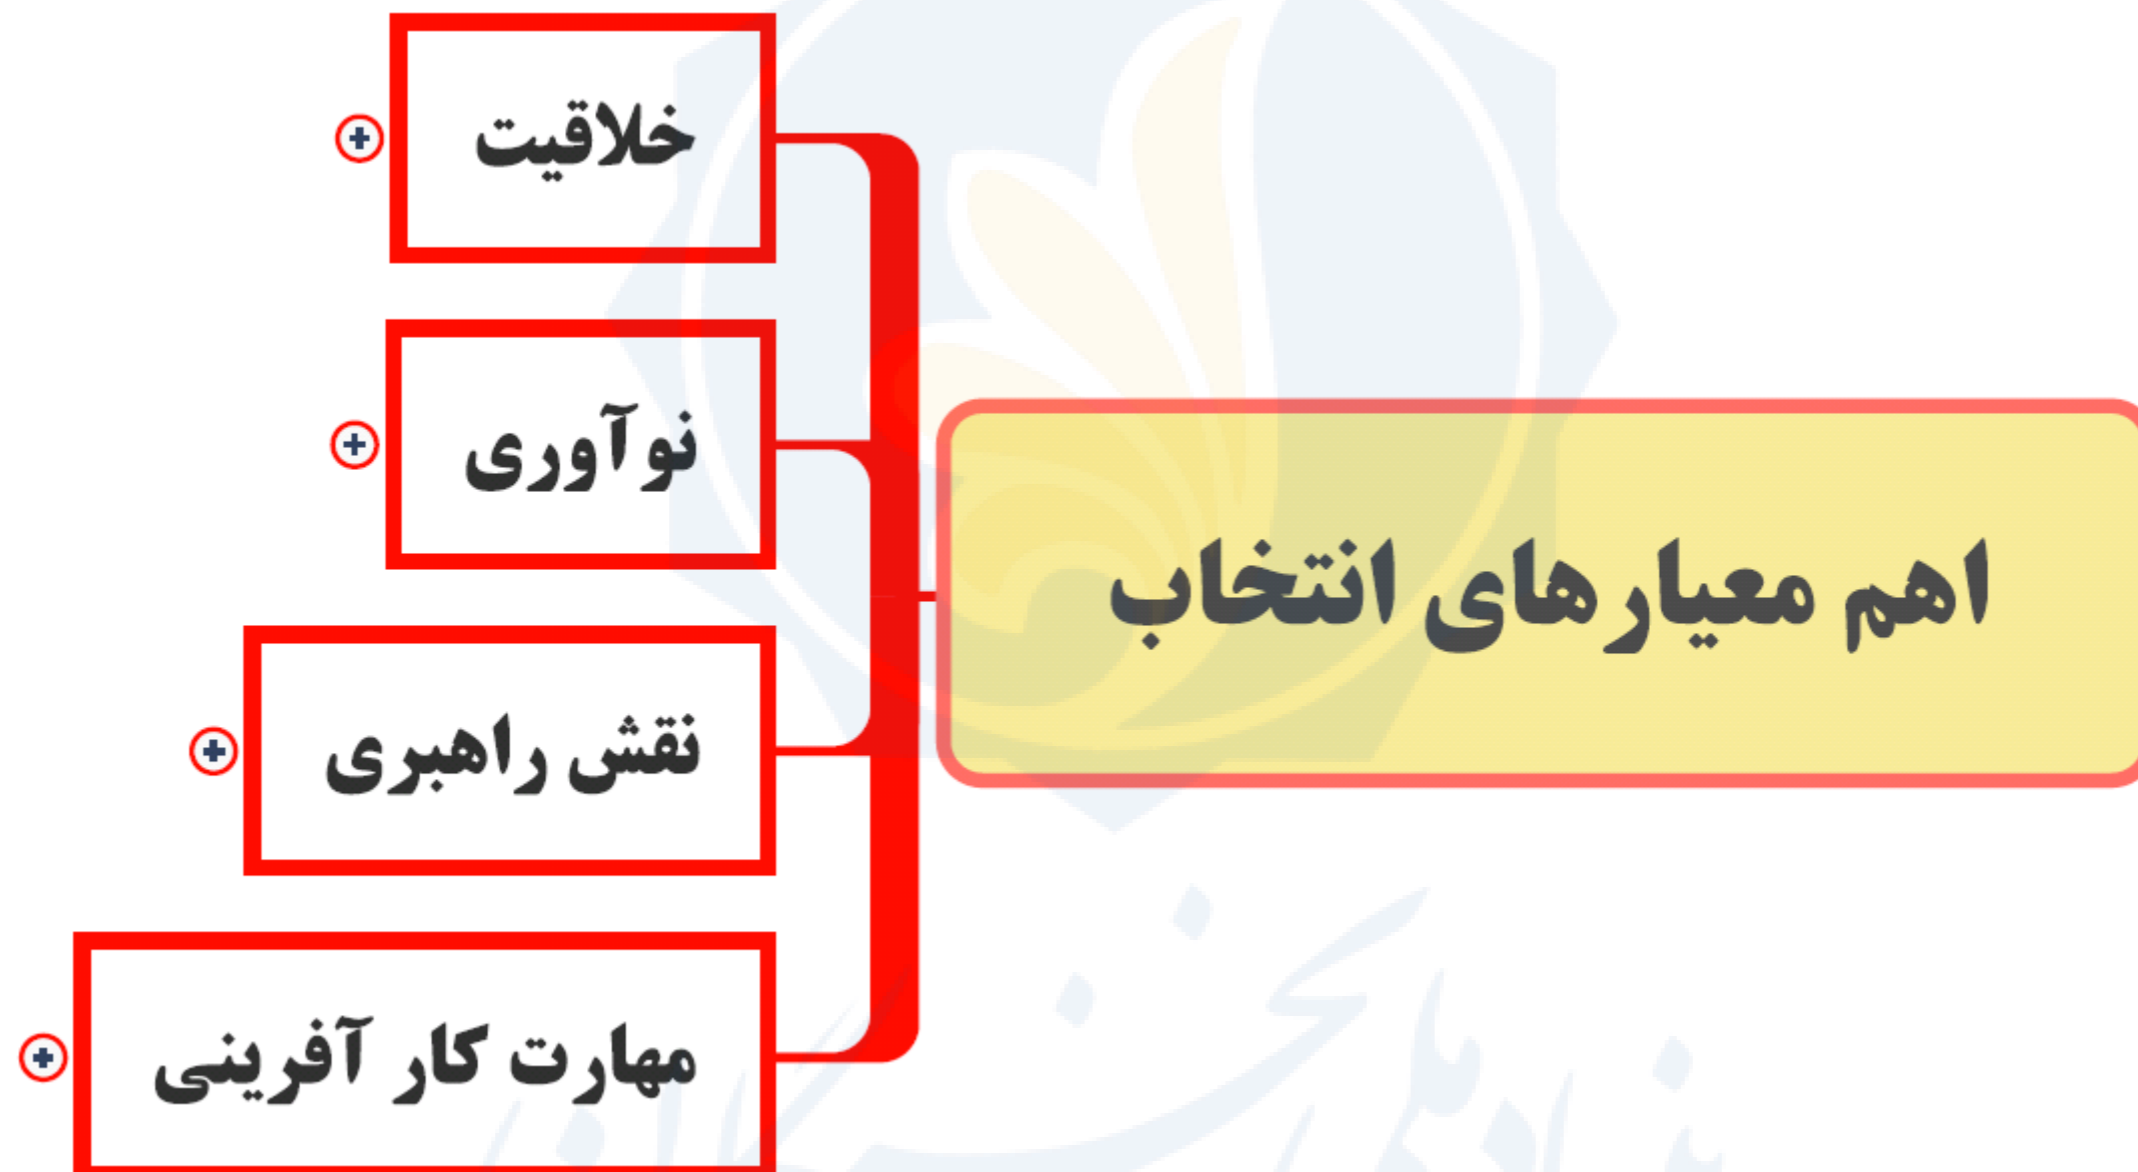 اهم معیارهای انتخاب
خلاقیت
نوآوری
نقش راهبری
مهارت کار آفرینی